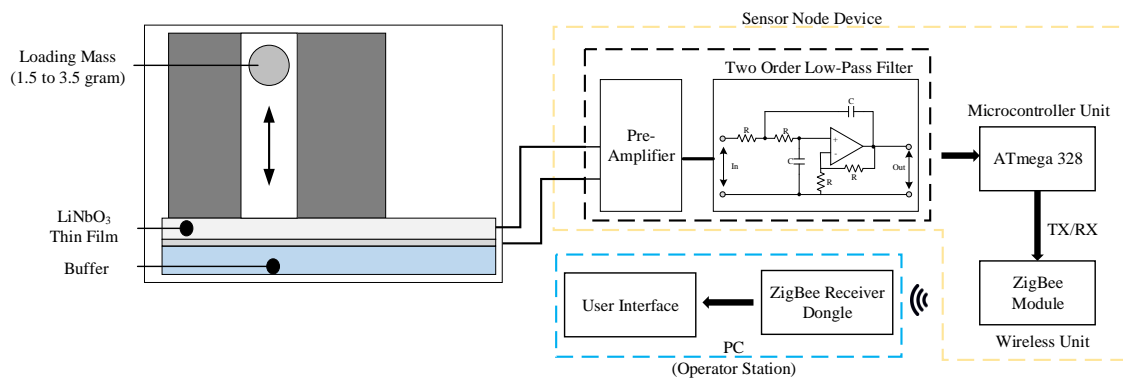 Sensor Node Device
Loading Mass
(1.5 to 3.5 gram)
LiNbO₃
Thin Film
Buffer
Pre-
Amplifier
Two Order Low-Pass Filter
C
R
R
+
-
C
In
R
R
Out
Microcontroller Unit
ATmega 328
TX/RX
ZigBee
Module
Wireless Unit
User Interface
ZigBee Receiver
Dongle
PC
(Operator Station)